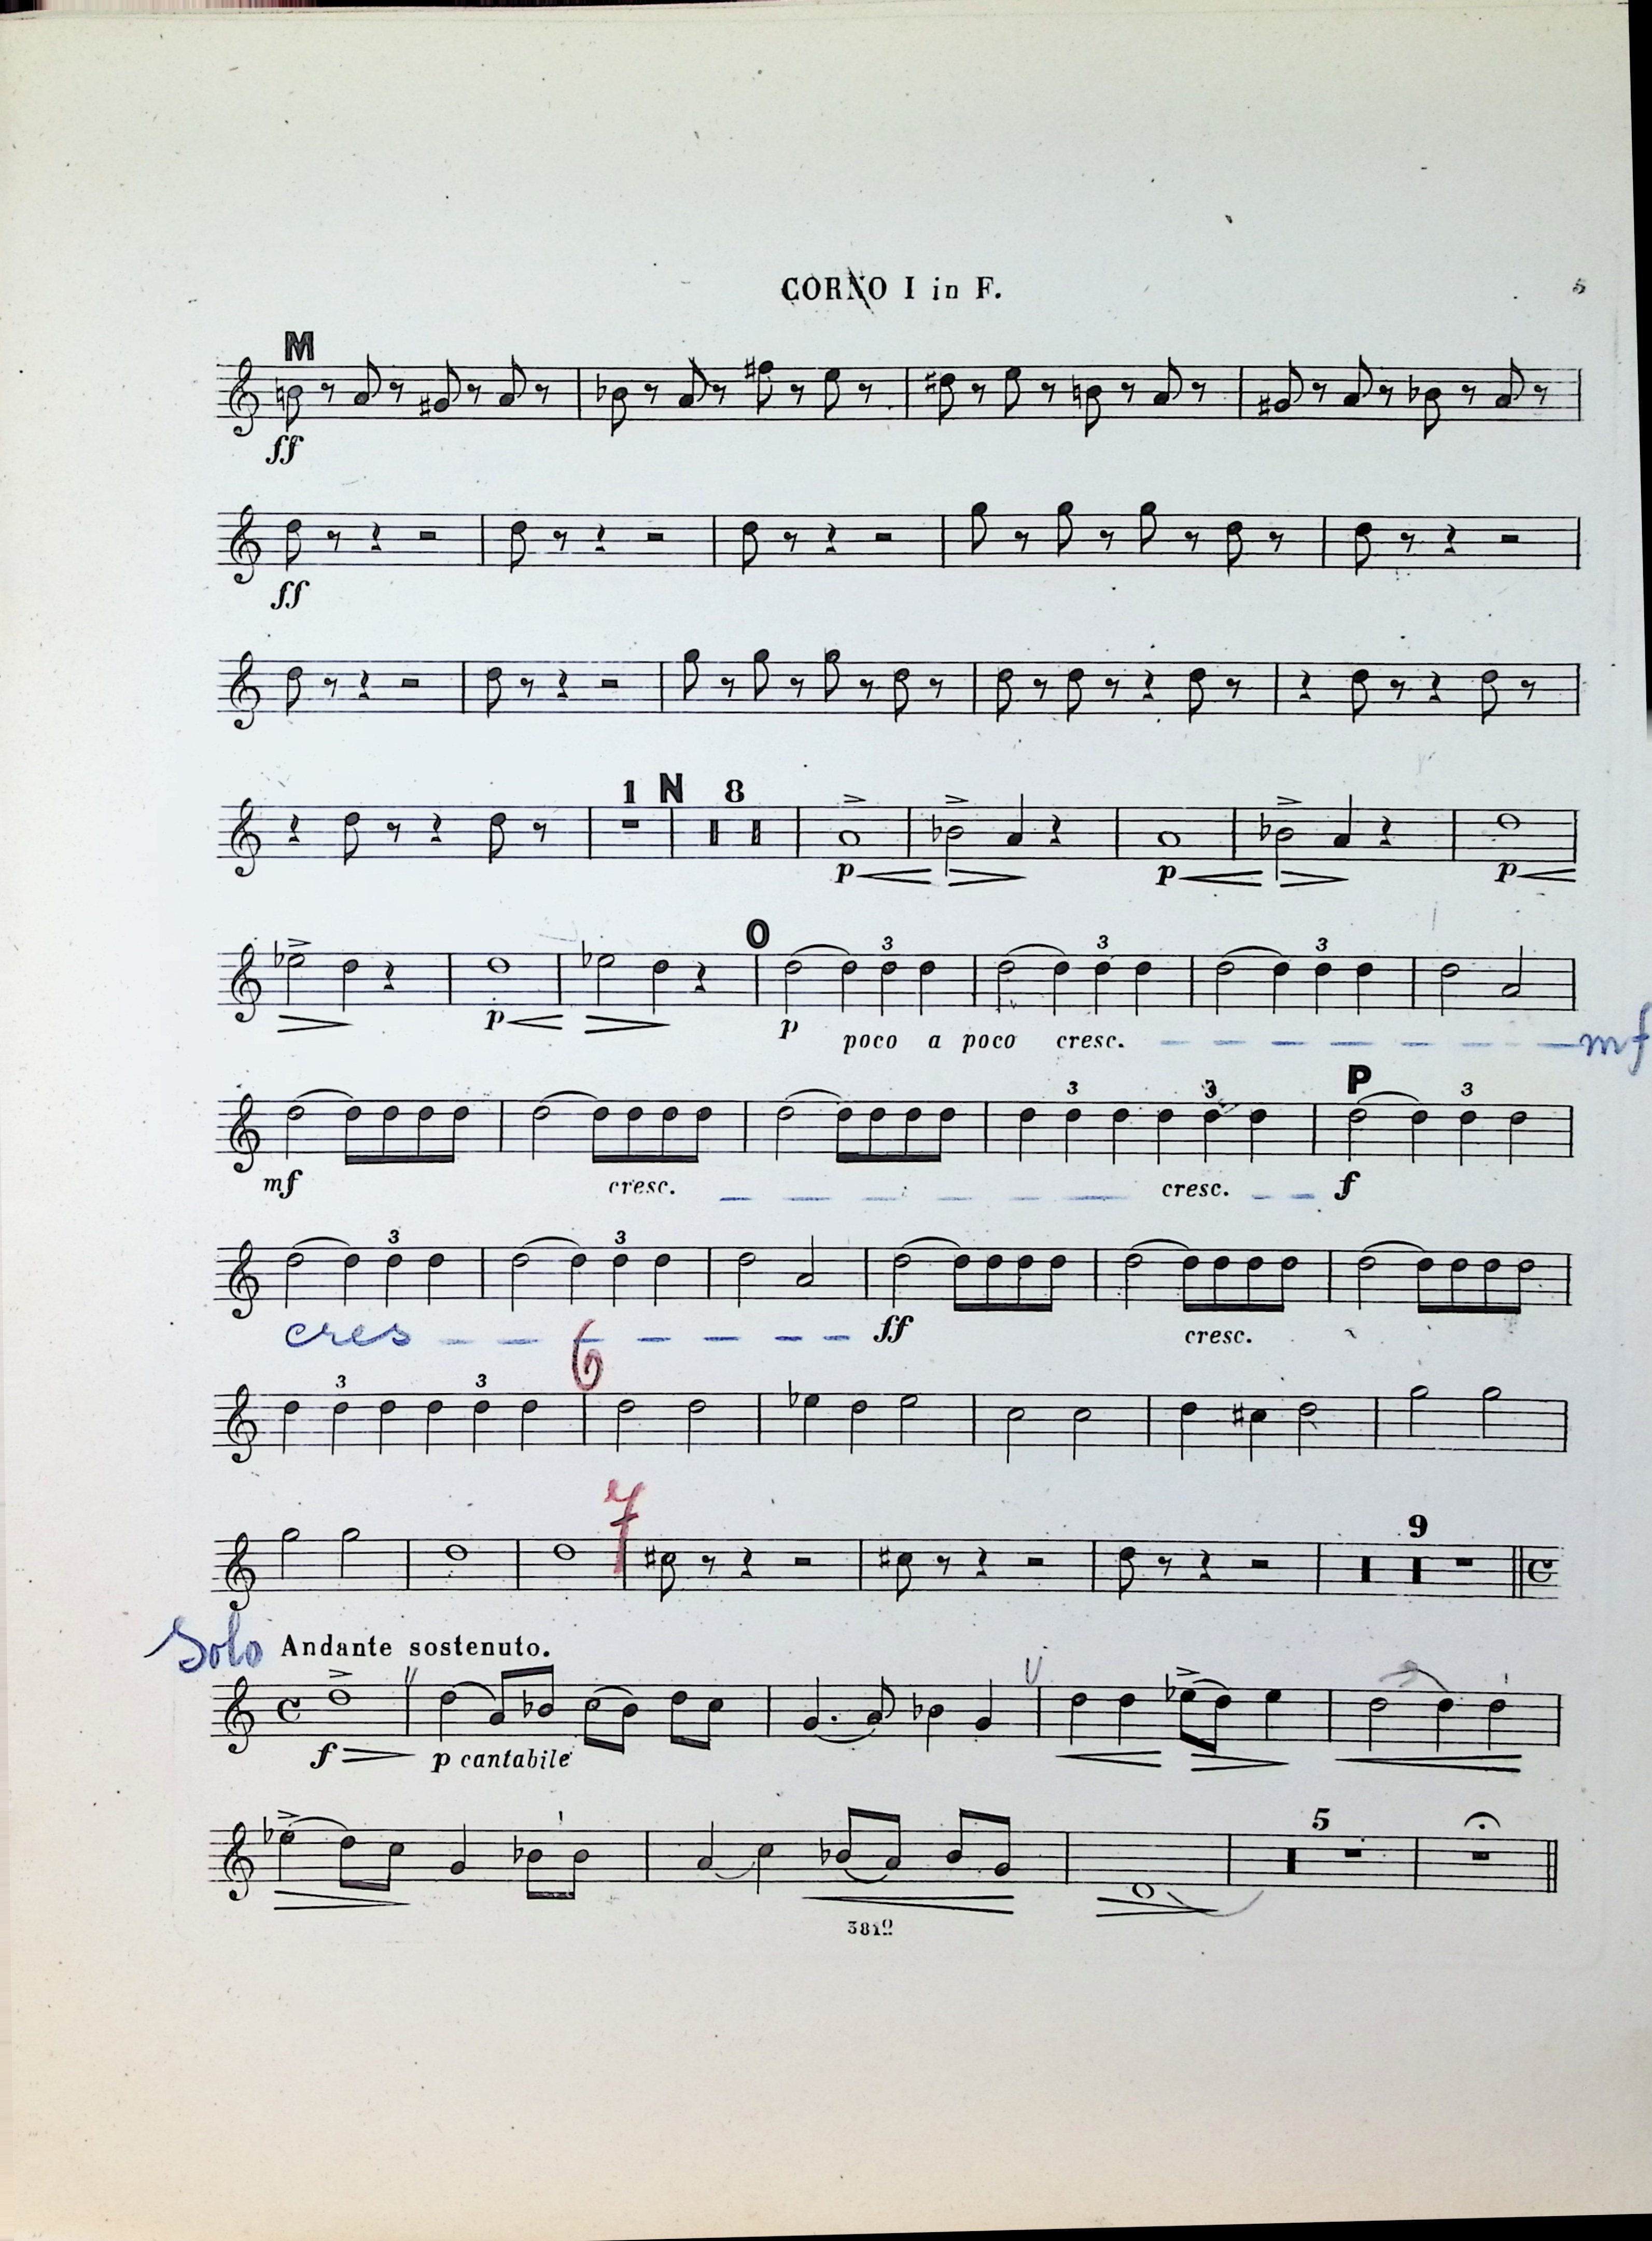 CORNO I in F.
5
M
ff
ff
1 N 8
p p p
O
3 3 3
p p poco a poco cresc. mf
P
3 3 3
mf cresc. cresc. f
3 3
cres ff cresc.
6
3 3
7
9
Solo Andante sostenuto.
f p cantabile
5